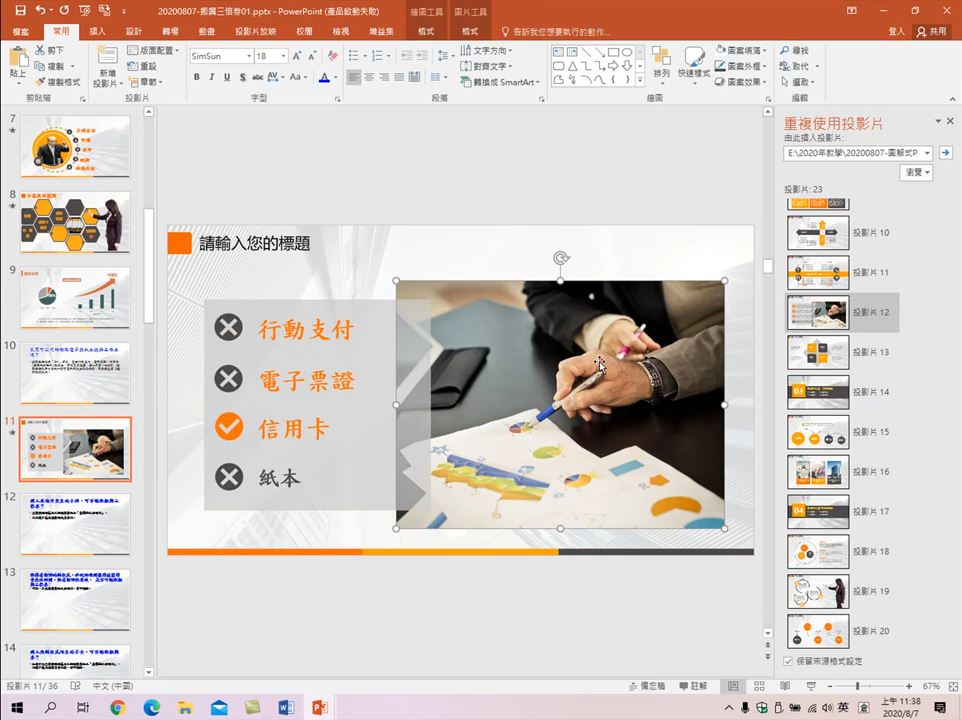 20200807-振興三倍券01.pptx - PowerPoint (產品啟動失敗)
繪圖工具
圖片工具
檔案
常用
插入
設計
轉場
動畫
投影片放映
校閱
檢視
增益集
格式
格式
告訴我您想要執行的動作...
登入
共用
貼上
剪下
複製
複製格式
剪貼簿
新增
投影片
版面配置
重設
章節
投影片
SimSun
18
B I U S abc AV Aa A
字型
文字方向
對齊文字
轉換成 SmartArt
段落
排列
快速樣式
圖案填滿
圖案外框
圖案效果
繪圖
尋找
取代
選取
編輯
7
8
9
10
11
12
13
14
請輸入您的標題
行動支付
電子票證
信用卡
紙本
重複使用投影片
由此插入投影片:
E:\2020年教學\20200807-圖解式P
瀏覽
投影片: 23
投影片 10
投影片 11
投影片 12
投影片 13
投影片 14
投影片 15
投影片 16
投影片 17
投影片 18
投影片 19
投影片 20
保留來源格式設定
投影片 11/36
中文 (中國)
備忘稿
註解
67%
英
上午 11:38
2020/8/7